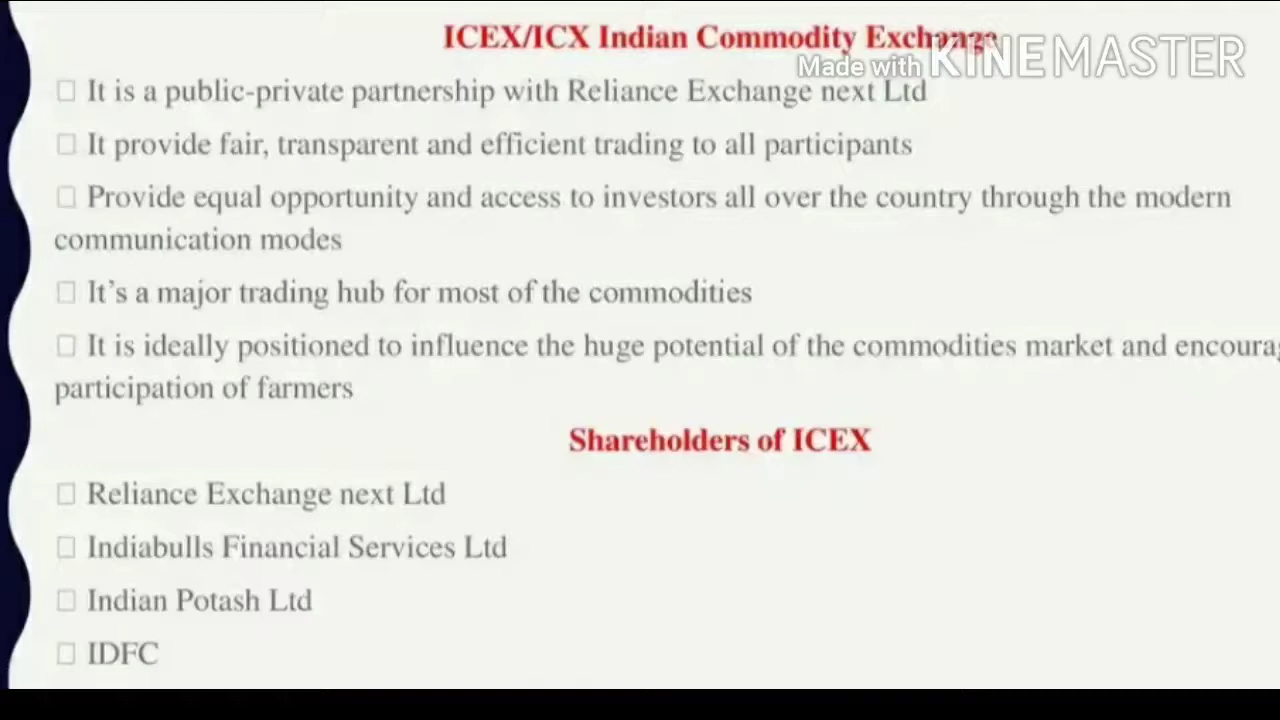 ICEX/ICX Indian Commodity Exchange
Made with KINEMASTER
It is a public-private partnership with Reliance Exchange next Ltd
It provide fair, transparent and efficient trading to all participants
Provide equal opportunity and access to investors all over the country through the modern
communication modes
It's a major trading hub for most of the commodities
It is ideally positioned to influence the huge potential of the commodities market and encourag
participation of farmers
Shareholders of ICEX
Reliance Exchange next Ltd
Indiabulls Financial Services Ltd
Indian Potash Ltd
IDFC